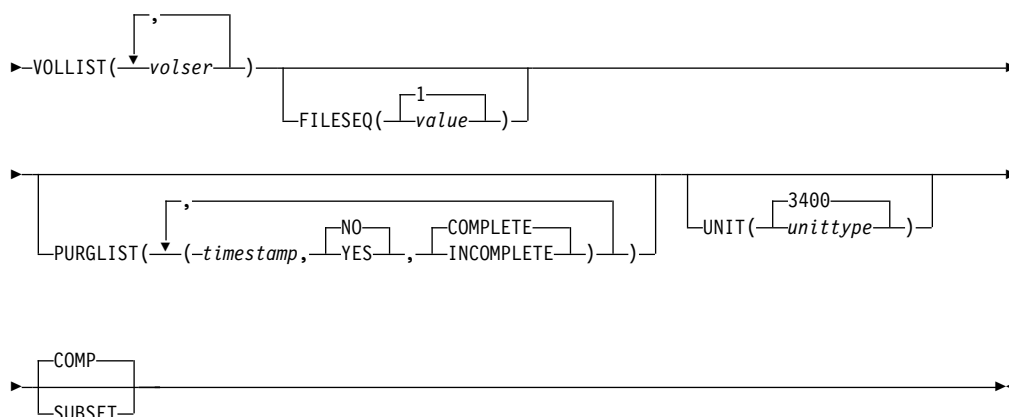 ,
VOLLIST( volser )
1
FILESEQ( value )
,
NO COMPLETE
PURGLIST( ( timestamp, YES , INCOMPLETE ) )
3400
UNIT( unittype )
COMP
SUBSET